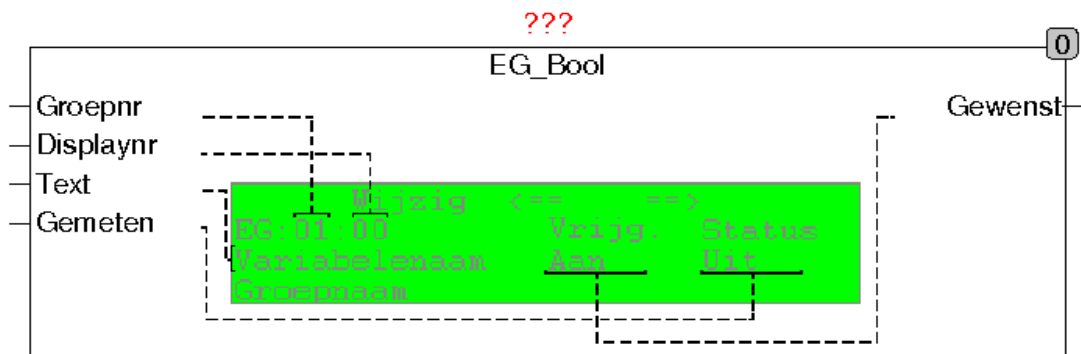 ???
0
EG_Bool
Groepnr
Gewenst
Displaynr
Text
Gemeten
Wijzig <== ==>
EG:01:00 Vrijg. Status
Variabelenaam Aan Uit
Groepnaam